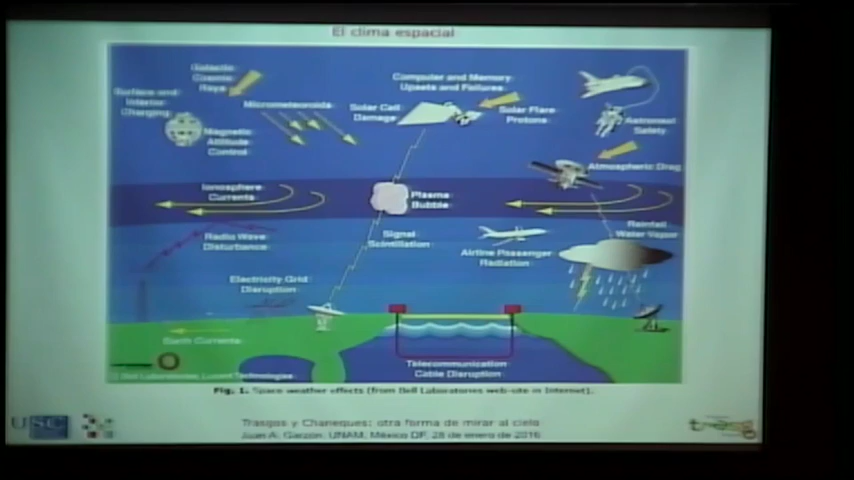 El clima espacial
Galactic
Cosmic
Rays
Surface and
Interior
Charging
Micrometeoroids
Computer and Memory
Upsets and Failures
Solar Cell
Damage
Solar Flare
Protons
Astronaut
Safety
Magnetic
Attitude
Control
Atmospheric Drag
Ionosphere
Currents
Plasma
Bubble
Radio Wave
Disturbance
Signal
Scintillation
Airline Passenger
Radiation
Rainfall
Water Vapor
Electricity Grid
Disruption
Earth Currents
Telecommunication
Cable Disruption
Bell Laboratories, Lucent Technologies
Fig. 1. Space weather effects (from Bell Laboratories web-site in Internet).
USC
Trasgos y Chaneques: otra forma de mirar al cielo
Juan A. Garzón, UNAM, México DF, 28 de enero de 2016